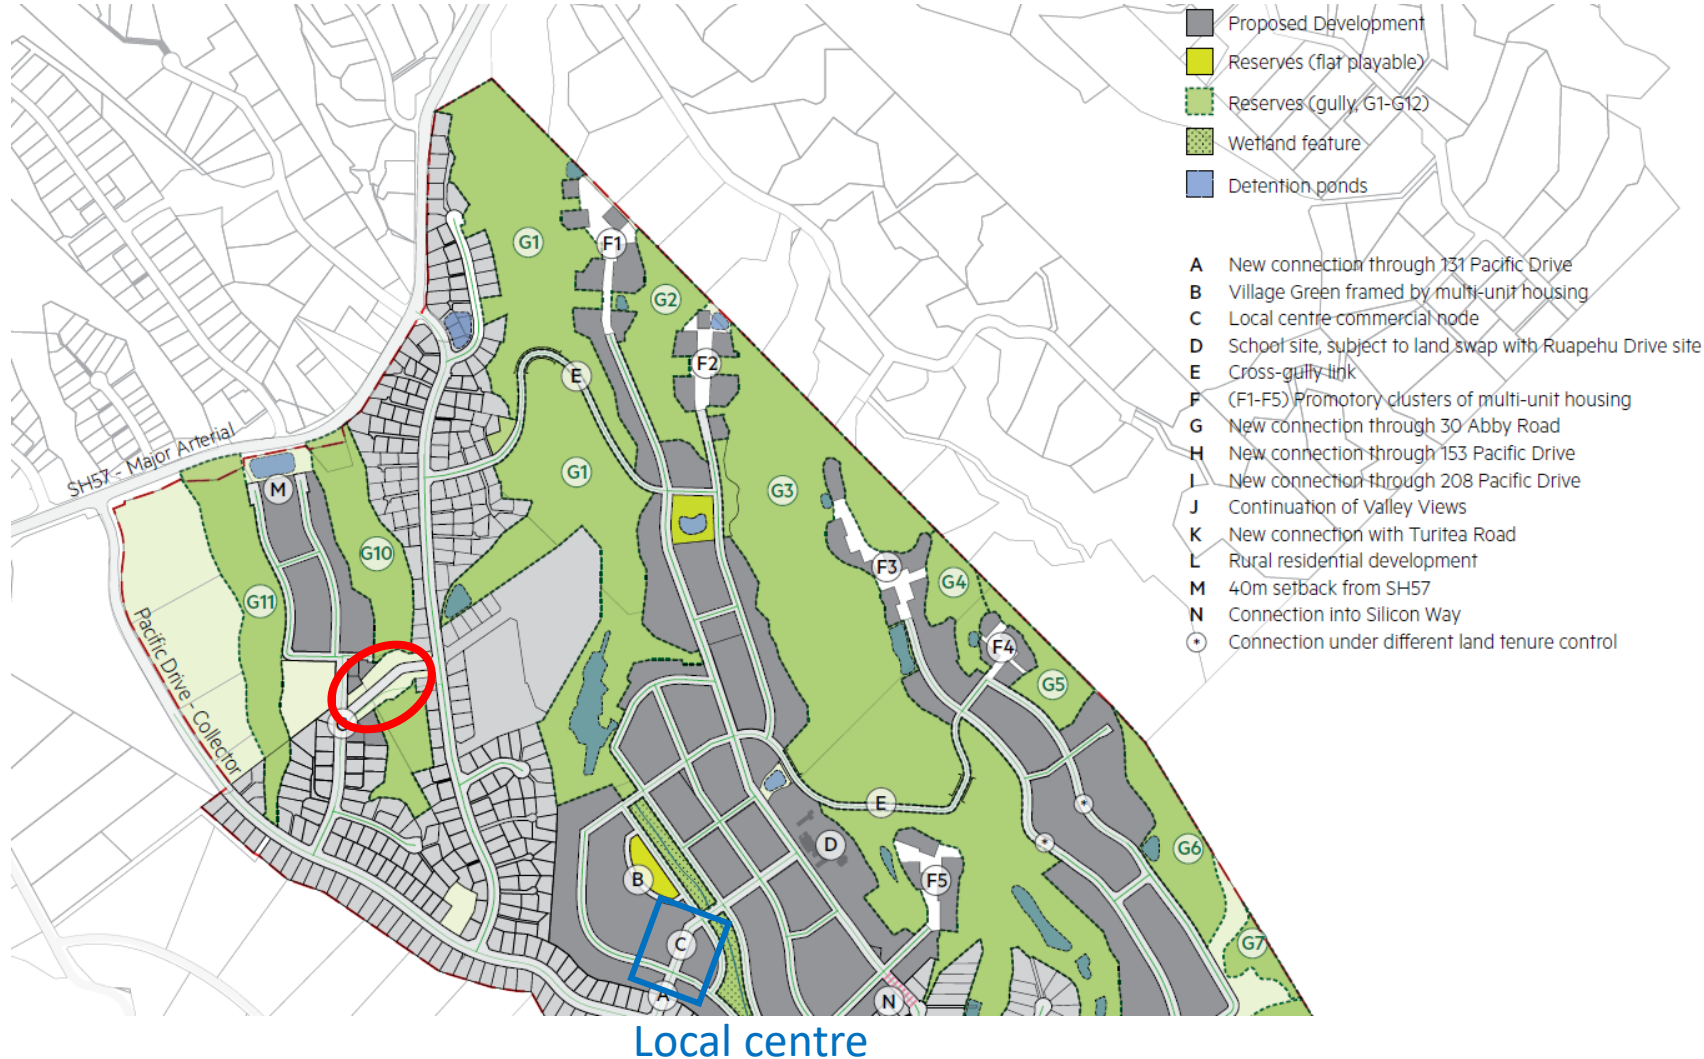 Proposed Development
Reserves (flat playable)
Reserves (gully, G1-G12)
Wetland feature
Detention ponds
A New connection through 131 Pacific Drive
B Village Green framed by multi-unit housing
C Local centre commercial node
D School site, subject to land swap with Ruapehu Drive site
E Cross-gully link
F (F1-F5) Promotory clusters of multi-unit housing
G New connection through 30 Abby Road
H New connection through 153 Pacific Drive
I New connection through 208 Pacific Drive
J Continuation of Valley Views
K New connection with Turitea Road
L Rural residential development
M 40m setback from SH57
N Connection into Silicon Way
* Connection under different land tenure control
G1
F1
G2
F2
E
SH57 - Major Arterial
M
G1
G3
G10
F3
G4
G11
F4
G5
Pacific Drive - Collector
G
E
*
*
D
G6
B
F5
C
G7
A
N
Local centre